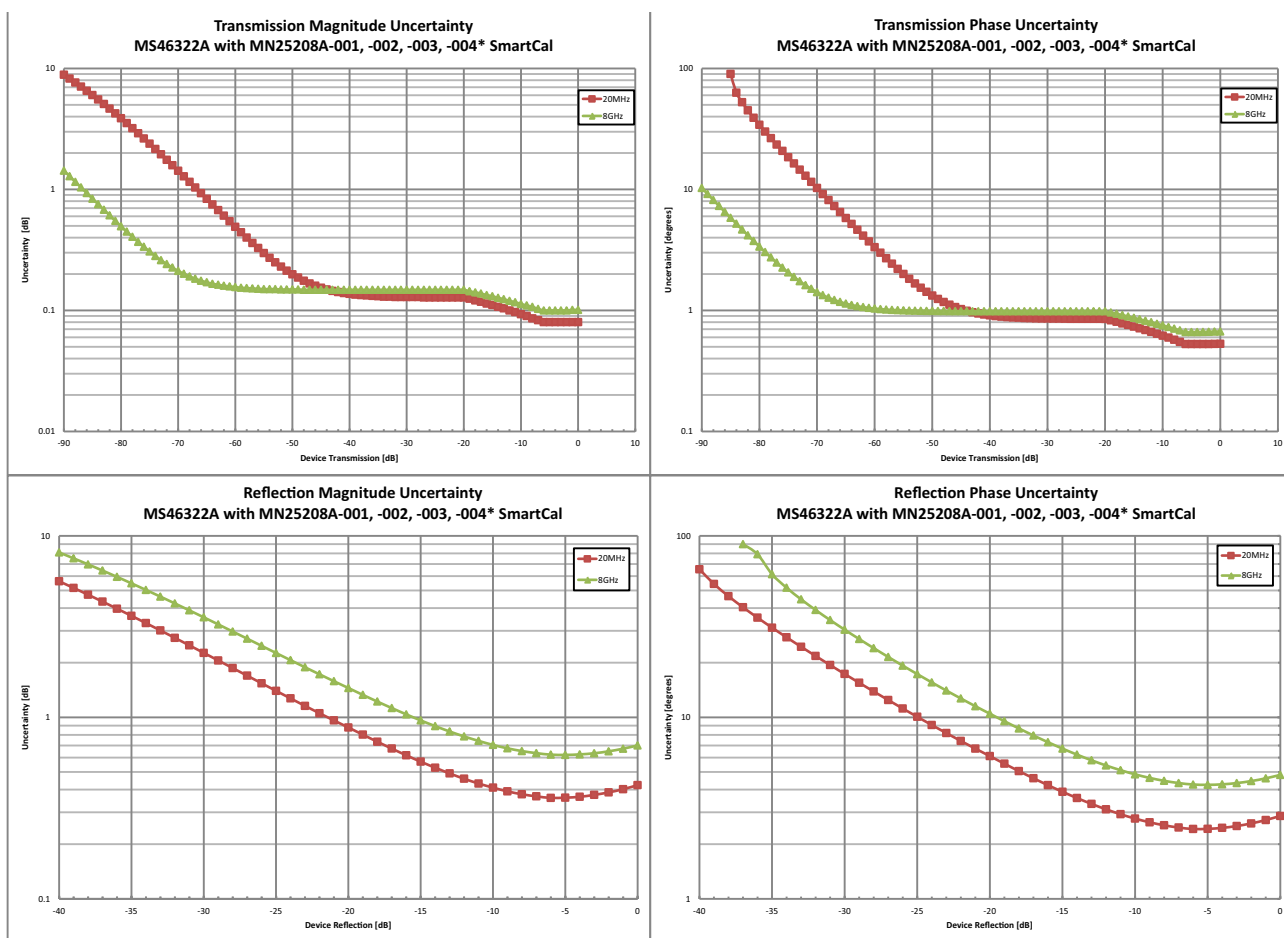 Transmission Magnitude Uncertainty
MS46322A with MN25208A-001, -002, -003, -004* SmartCal
10
1
0.1
0.01
Uncertainty [dB]
20MHz
8GHz
-90
-80
-70
-60
-50
-40
-30
-20
-10
0
10
Device Transmission [dB]
Transmission Phase Uncertainty
MS46322A with MN25208A-001, -002, -003, -004* SmartCal
100
10
1
0.1
Uncertainty [degrees]
20MHz
8GHz
-90
-80
-70
-60
-50
-40
-30
-20
-10
0
10
Device Transmission [dB]
Reflection Magnitude Uncertainty
MS46322A with MN25208A-001, -002, -003, -004* SmartCal
10
1
0.1
Uncertainty [dB]
20MHz
8GHz
-40
-35
-30
-25
-20
-15
-10
-5
0
Device Reflection [dB]
Reflection Phase Uncertainty
MS46322A with MN25208A-001, -002, -003, -004* SmartCal
100
10
1
Uncertainty [degrees]
20MHz
8GHz
-40
-35
-30
-25
-20
-15
-10
-5
0
Device Reflection [dB]